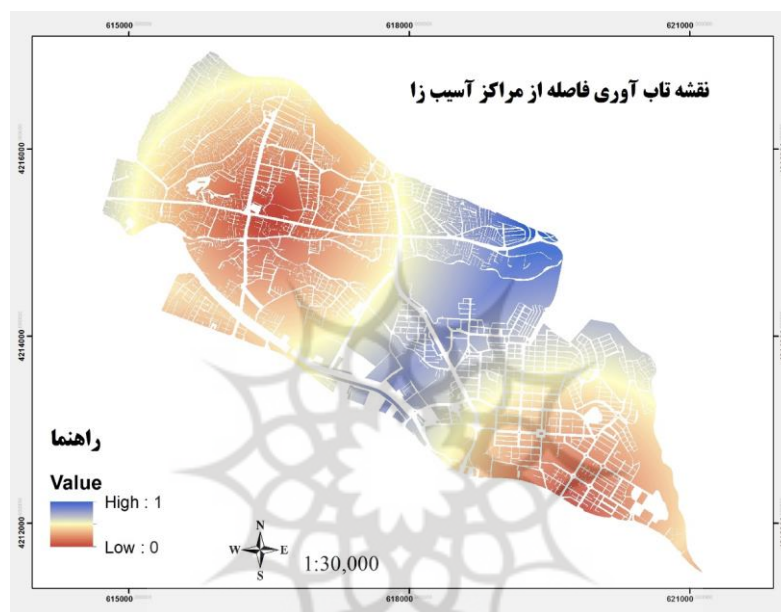 615000 618000 621000
نقشه تاب آوری فاصله از مراکز آسیب زا
4216000
4214000
4212000
راهنما
Value
High : 1
Low : 0
N
W E
S
1:30,000
615000 618000 621000